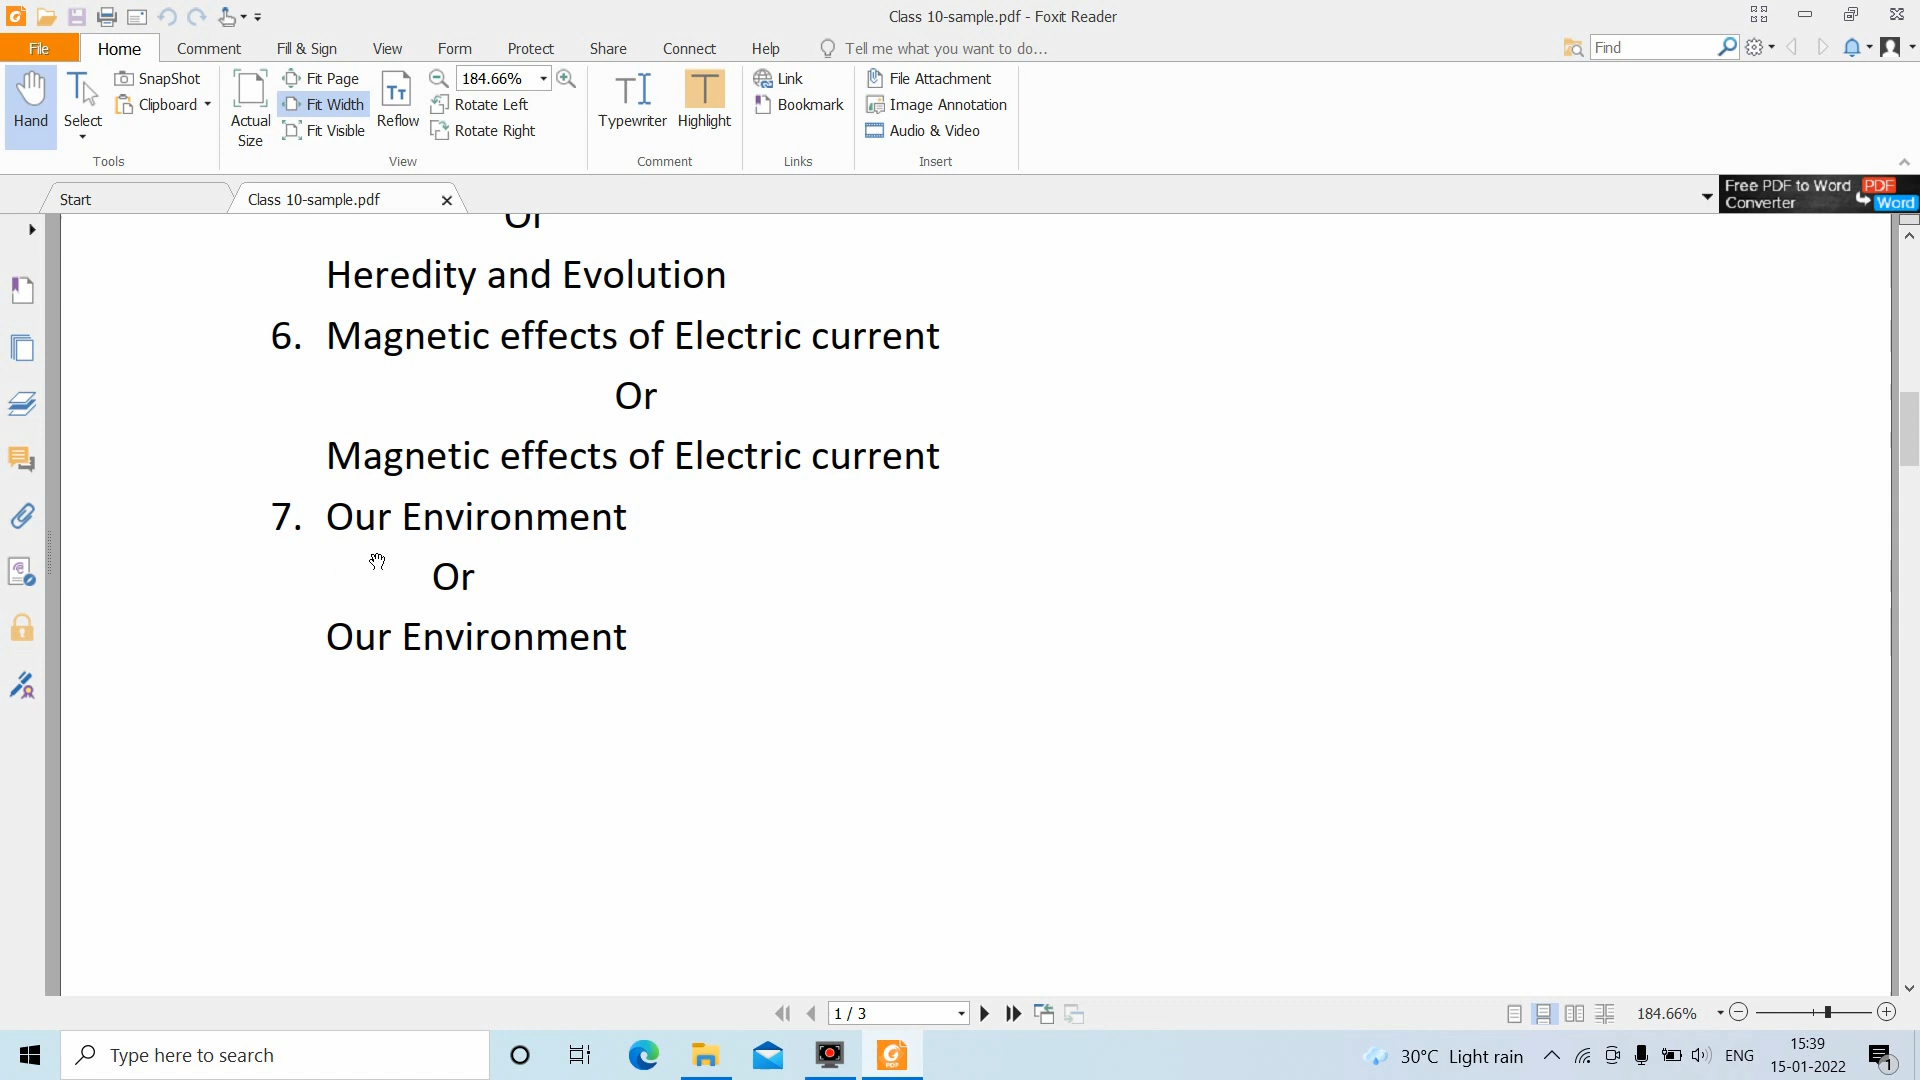 Class 10-sample.pdf - Foxit Reader
File Home Comment Fill & Sign View Form Protect Share Connect Help Tell me what you want to do... Find
Hand
Select
SnapShot
Clipboard
Tools
Actual Size
Fit Page
Fit Width
Fit Visible
Reflow
184.66%
Rotate Left
Rotate Right
View
Typewriter
Highlight
Comment
Link
Bookmark
Links
File Attachment
Image Annotation
Audio & Video
Insert
Start
Class 10-sample.pdf
Free PDF to Word
Converter
PDF
Word
Or
Heredity and Evolution
6. Magnetic effects of Electric current
Or
Magnetic effects of Electric current
7. Our Environment
Or
Our Environment
1 / 3
184.66%
Type here to search
30°C Light rain
ENG
15:39
15-01-2022
1